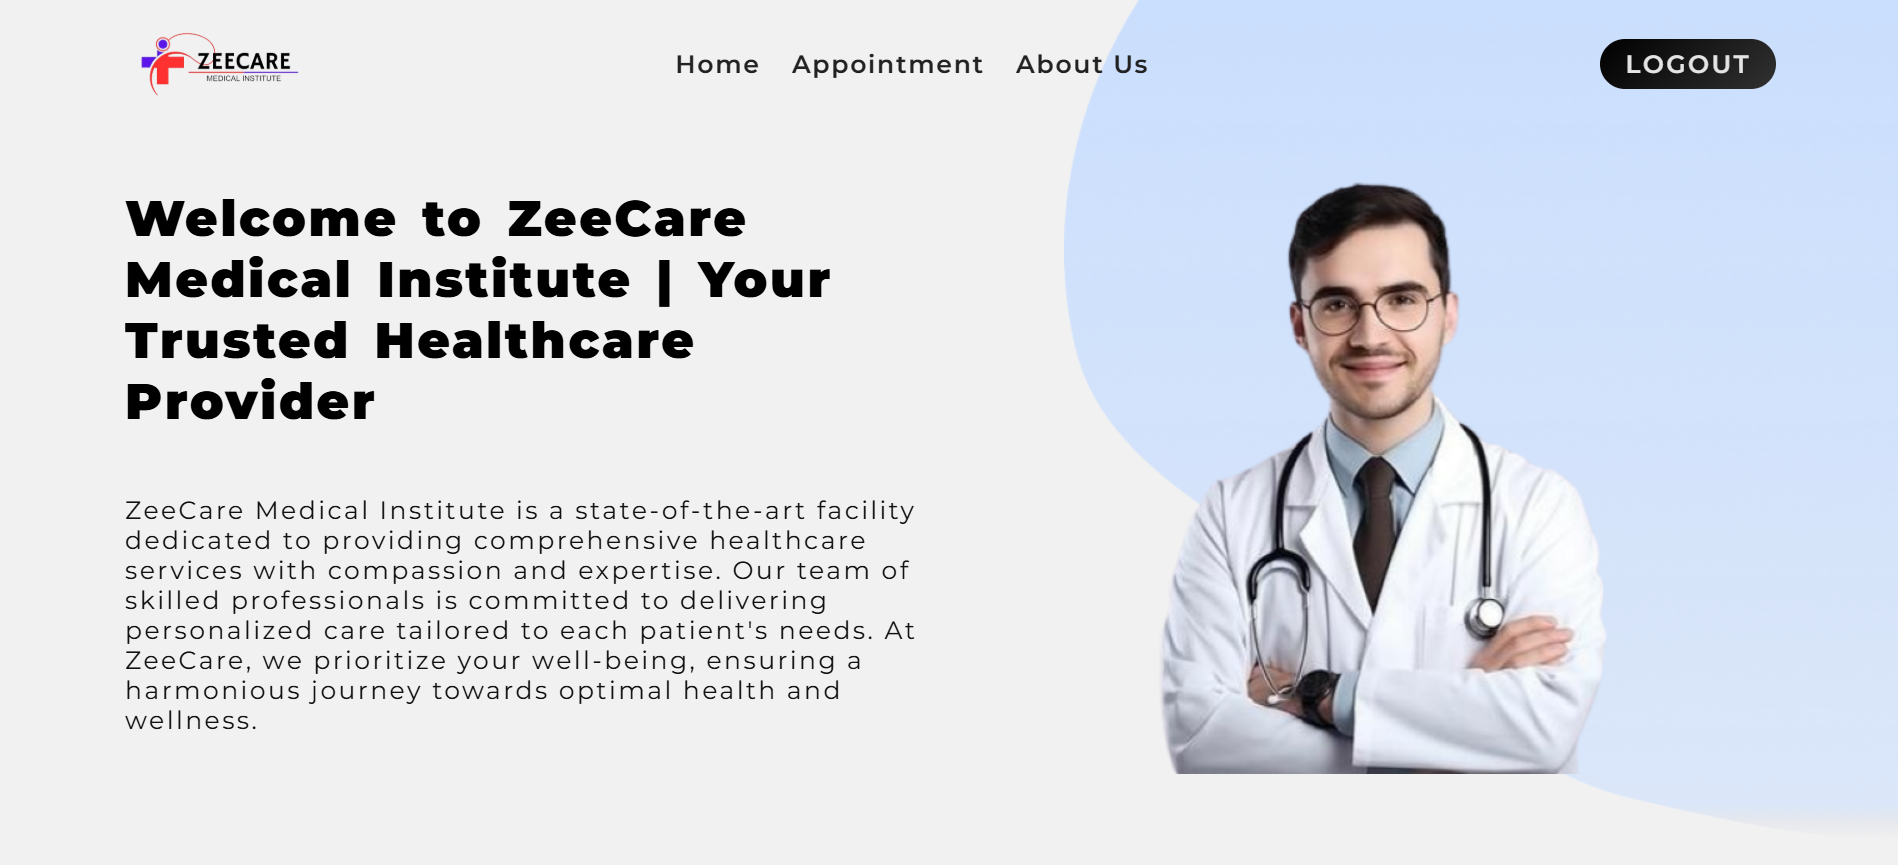 ZEECARE
MEDICAL INSTITUTE
Home Appointment About Us
LOGOUT
Welcome to ZeeCare
Medical Institute | Your
Trusted Healthcare
Provider
ZeeCare Medical Institute is a state-of-the-art facility
dedicated to providing comprehensive healthcare
services with compassion and expertise. Our team of
skilled professionals is committed to delivering
personalized care tailored to each patient's needs. At
ZeeCare, we prioritize your well-being, ensuring a
harmonious journey towards optimal health and
wellness.